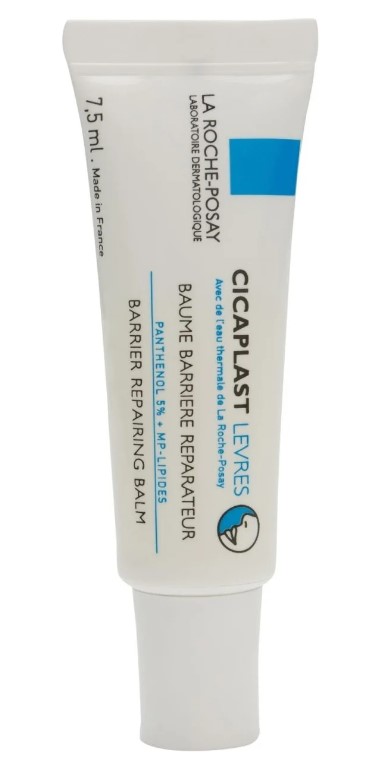 LA ROCHE-POSAY
LABORATOIRE DERMATOLOGIQUE
CICAPLAST LEVRES
Avec de l'eau thermale de La Roche-Posay
BAUME BARRIERE REPARATEUR
PANTHENOL 5% + MP-LIPIDES
BARRIER REPAIRING BALM
7,5 ml . Made in France